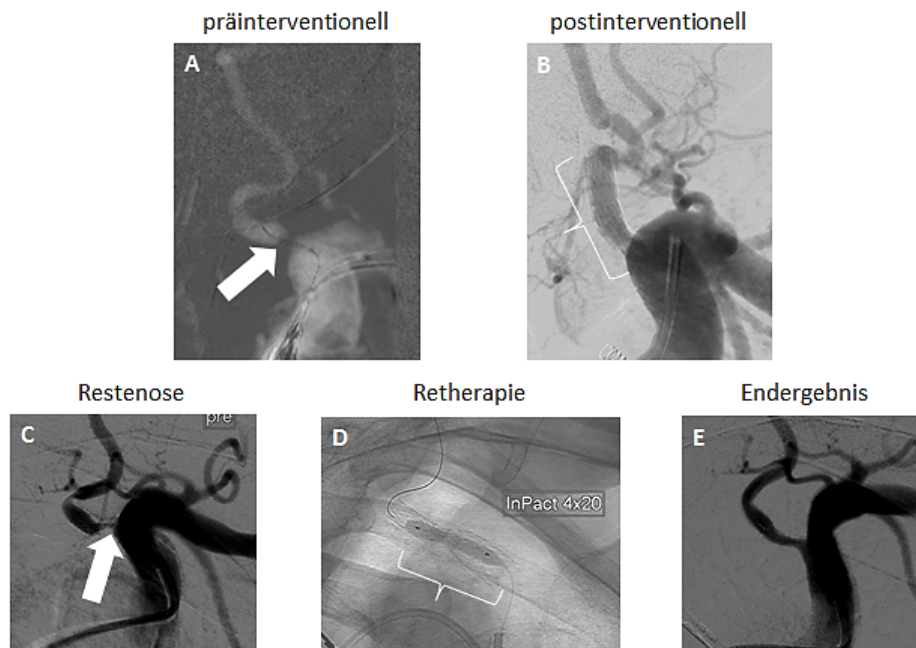 präinterventionell
postinterventionell
A
B
Restenose
Retherapie
Endergebnis
C
pre
D
InPact 4x20
E